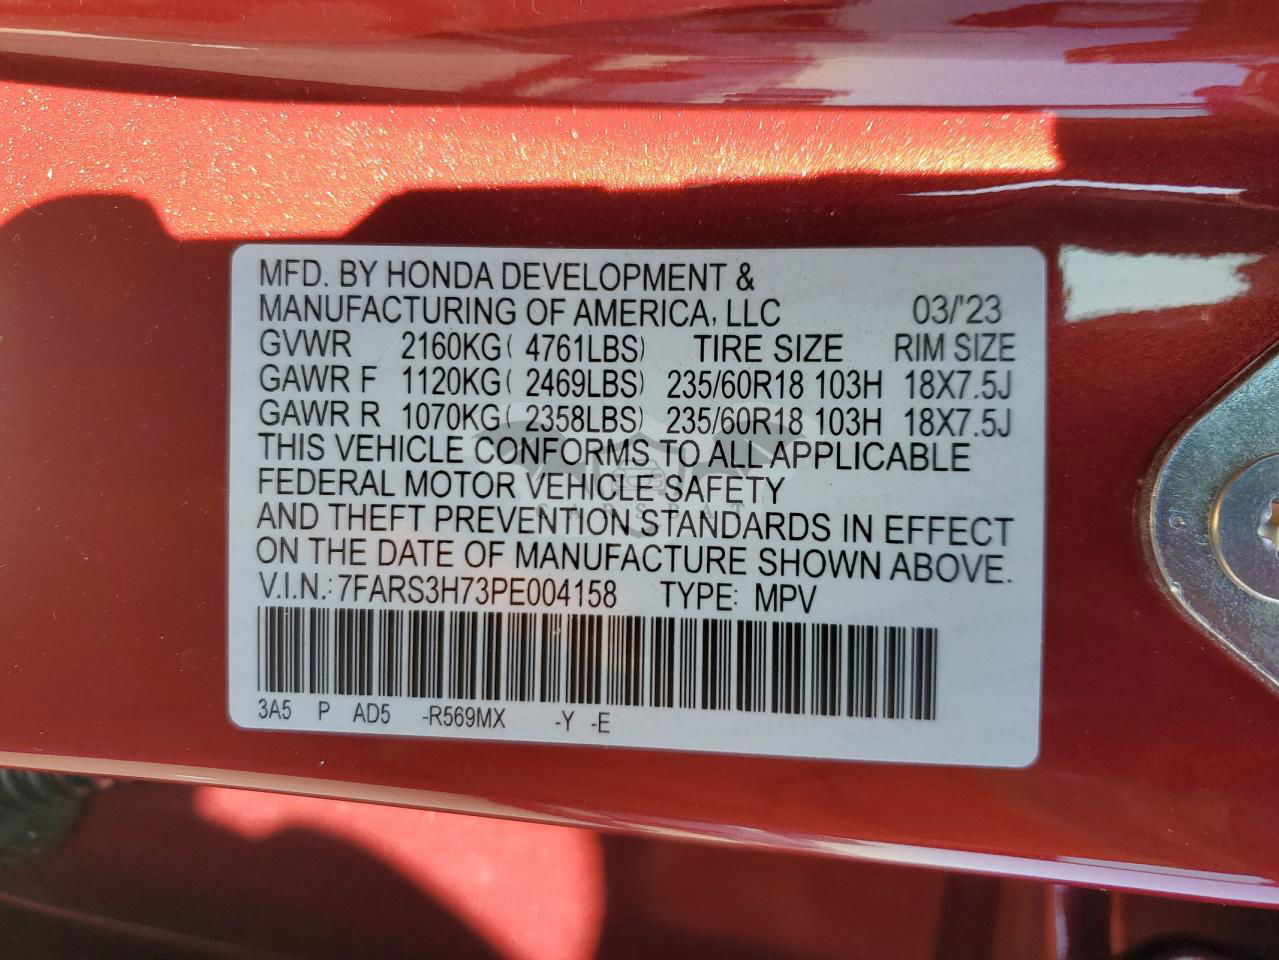 MFD. BY HONDA DEVELOPMENT &
MANUFACTURING OF AMERICA, LLC 03/'23
GVWR 2160KG( 4761LBS) TIRE SIZE RIM SIZE
GAWR F 1120KG( 2469LBS) 235/60R18 103H 18X7.5J
GAWR R 1070KG( 2358LBS) 235/60R18 103H 18X7.5J
THIS VEHICLE CONFORMS TO ALL APPLICABLE
FEDERAL MOTOR VEHICLE SAFETY
AND THEFT PREVENTION STANDARDS IN EFFECT
ON THE DATE OF MANUFACTURE SHOWN ABOVE.
V.I.N.: 7FARS3H73PE004158 TYPE: MPV
3A5 P AD5 -R569MX -Y -E